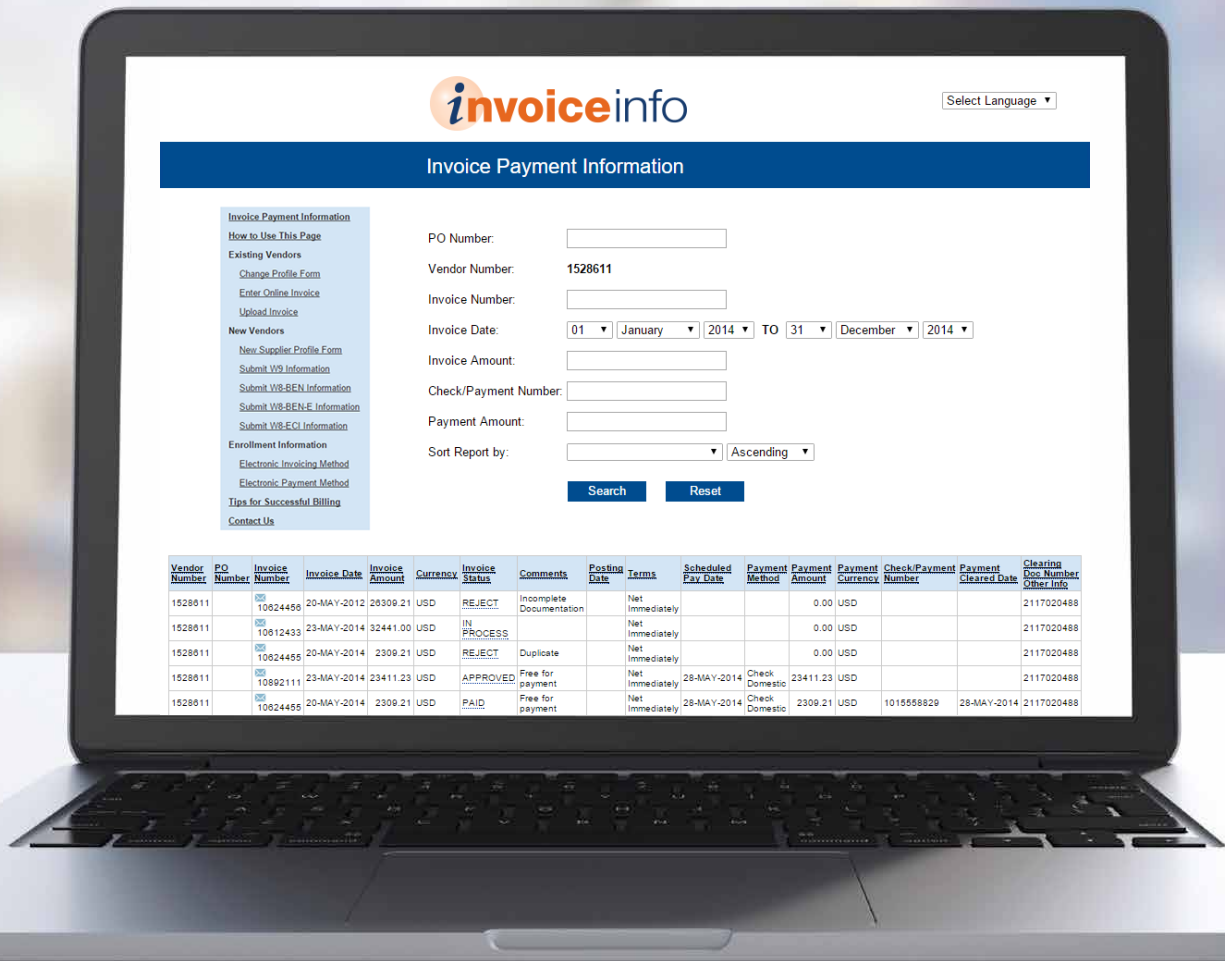 invoiceinfo
Select Language
Invoice Payment Information
Invoice Payment Information
How to Use This Page
Existing Vendors
Change Profile Form
Enter Online Invoice
Upload Invoice
New Vendors
New Supplier Profile Form
Submit W9 Information
Submit W8-BEN Information
Submit W8-BEN-E Information
Submit W8-ECI Information
Enrollment Information
Electronic Invoicing Method
Electronic Payment Method
Tips for Successful Billing
Contact Us
PO Number:
Vendor Number: 1528611
Invoice Number:
Invoice Date: 01 January 2014 TO 31 December 2014
Invoice Amount:
Check/Payment Number:
Payment Amount:
Sort Report by: Ascending
Search Reset
Vendor Number PO Number Invoice Number Invoice Date Invoice Amount Currency Invoice Status Comments Posting Date Terms Scheduled Pay Date Payment Method Payment Amount Payment Currency Check/Payment Number Payment Cleared Date Clearing Doc Number Other Info
1528611 10624456 20-MAY-2012 26309.21 USD REJECT Incomplete Documentation Net Immediately 0.00 USD 2117020488
1528611 10612433 23-MAY-2014 32441.00 USD IN PROCESS Net Immediately 0.00 USD 2117020488
1528611 10624455 20-MAY-2014 2309.21 USD REJECT Duplicate Net Immediately 0.00 USD 2117020488
1528611 10892111 23-MAY-2014 23411.23 USD APPROVED Free for payment Net Immediately 28-MAY-2014 Check Domestic 23411.23 USD 2117020488
1528611 10624455 20-MAY-2014 2309.21 USD PAID Free for payment Net Immediately 28-MAY-2014 Check Domestic 2309.21 USD 1015558829 28-MAY-2014 2117020488